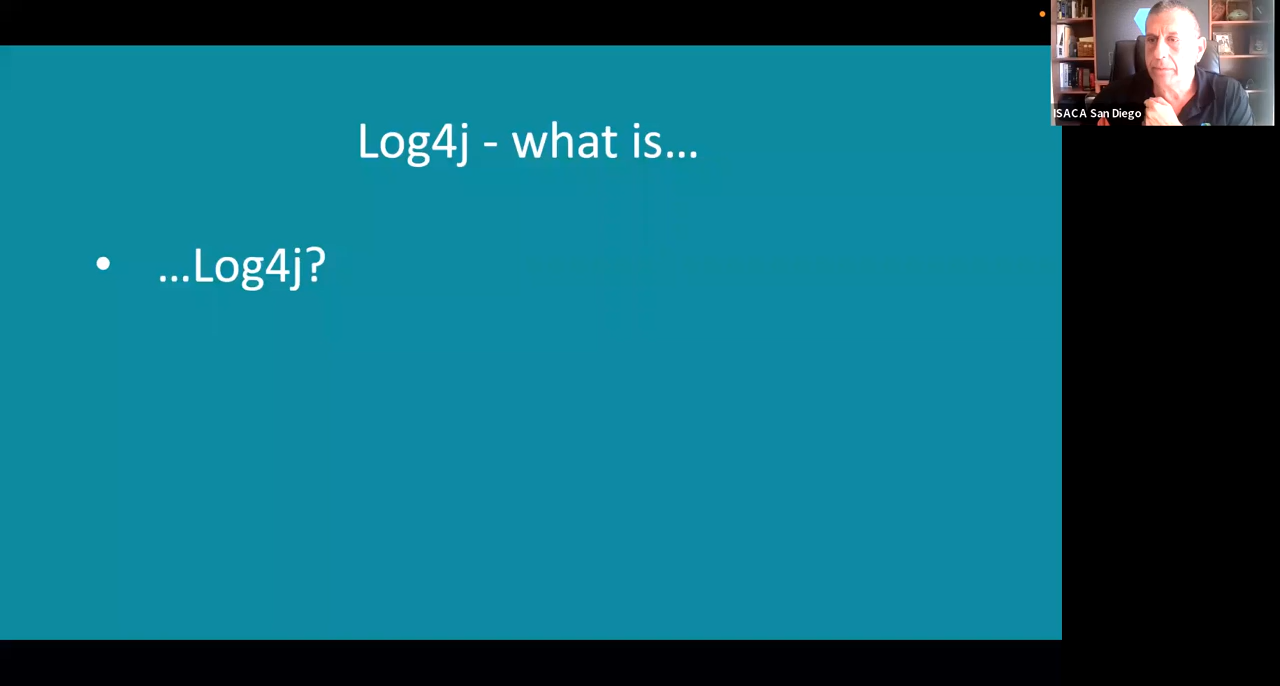 Log4j - what is...
• ...Log4j?
ISACA San Diego